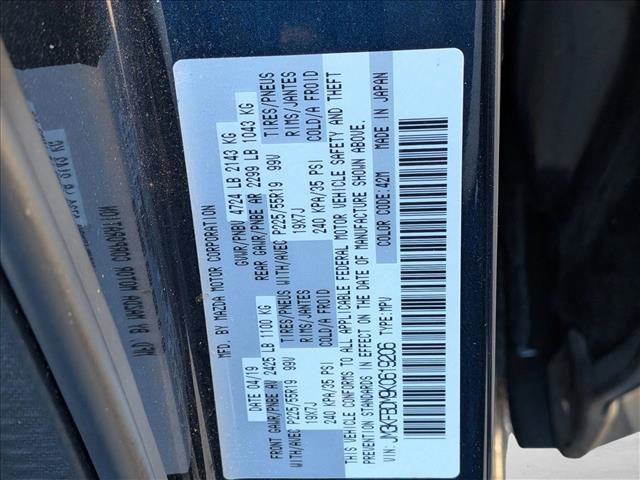 MFD. BY MAZDA MOTOR CORPORATION
DATE 04/19 GVWR/PNBV 4724 LB 2143 KG
FRONT GAWR/PNBE AV 2425 LB 1100 KG REAR GAWR/PNBE AR 2299 LB 1043 KG
WITH/AVEC P225/55R19 99V TIRES/PNEUS WITH/AVEC P225/55R19 99V TIRES/PNEUS
19X7J RIMS/JANTES 19X7J RIMS/JANTES
240 KPA/35 PSI COLD/A FROID 240 KPA/35 PSI COLD/A FROID
THIS VEHICLE CONFORMS TO ALL APPLICABLE FEDERAL MOTOR VEHICLE SAFETY AND THEFT
PREVENTION STANDARDS IN EFFECT ON THE DATE OF MANUFACTURE SHOWN ABOVE.
VIN: JM3KFBDM9K0619206 TYPE:MPV COLOR CODE:42M MADE IN JAPAN